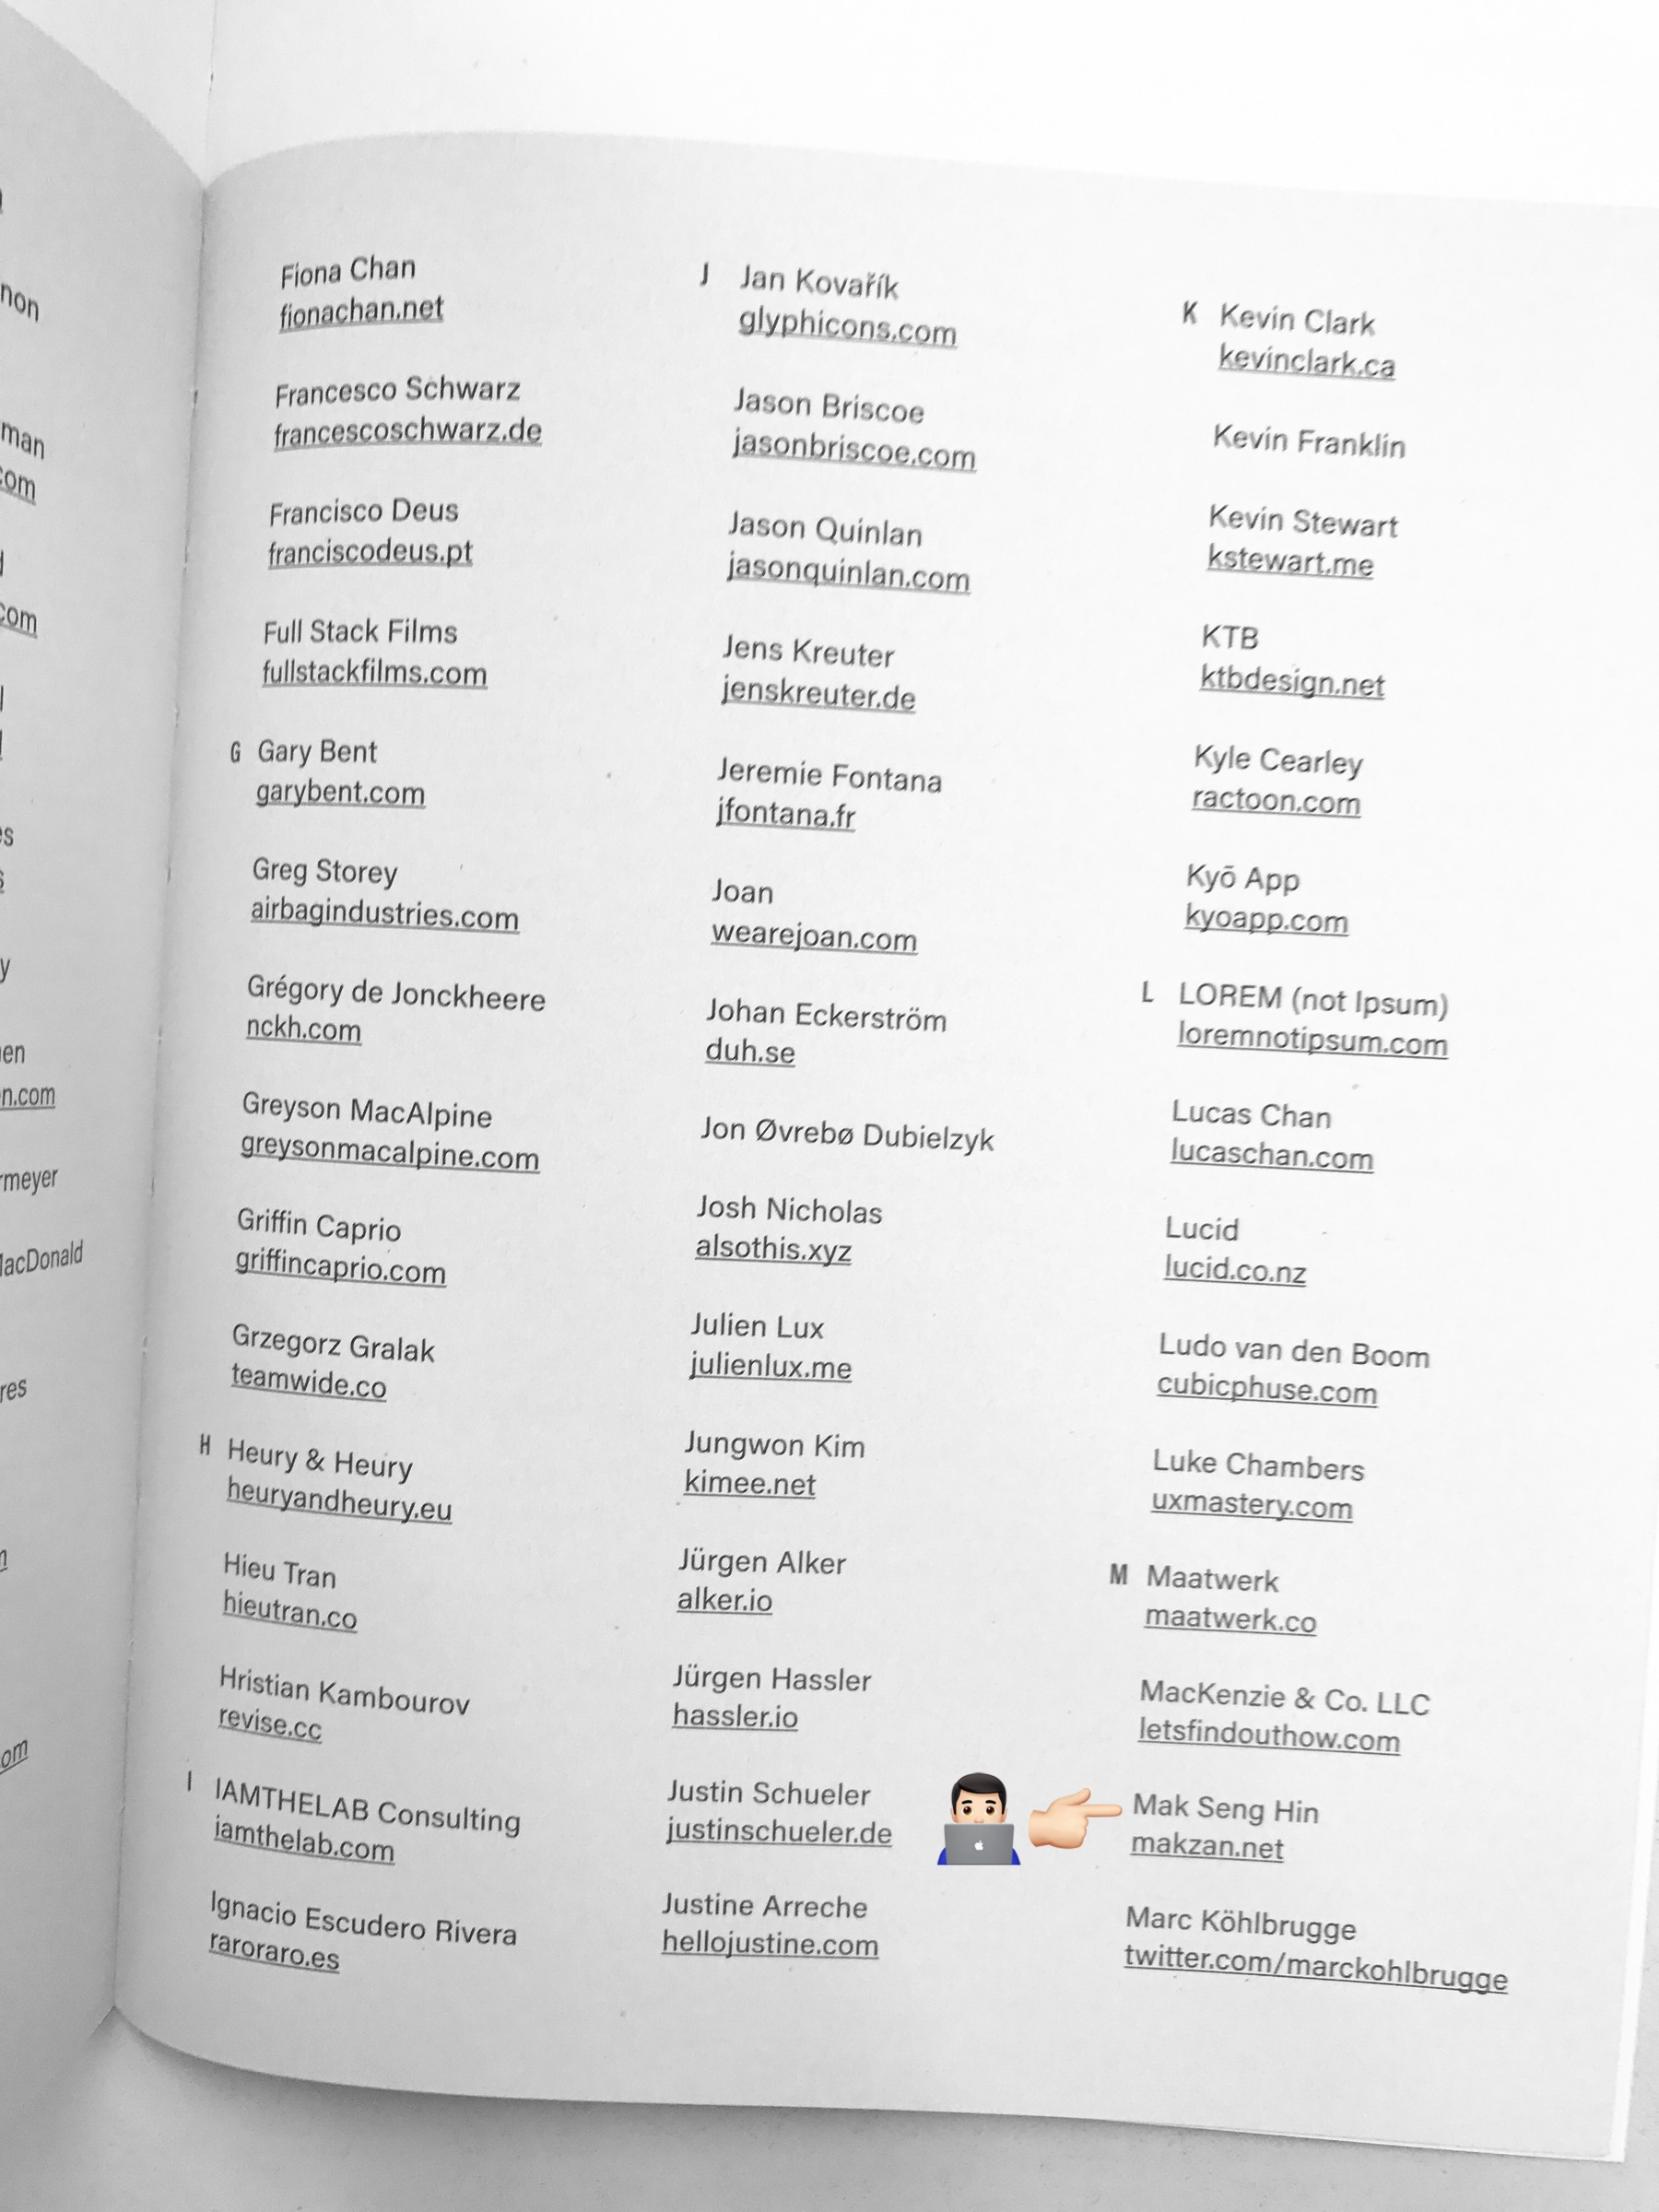 non
man
com
com
es
y
en
n.com
rmeyer
MacDonald
res
om
Fiona Chan
fionachan.net
Francesco Schwarz
francescoschwarz.de
Francisco Deus
franciscodeus.pt
Full Stack Films
fullstackfilms.com
G Gary Bent
garybent.com
Greg Storey
airbagindustries.com
Grégory de Jonckheere
nckh.com
Greyson MacAlpine
greysonmacalpine.com
Griffin Caprio
griffincaprio.com
Grzegorz Gralak
teamwide.co
H Heury & Heury
heuryandheury.eu
Hieu Tran
hieutran.co
Hristian Kambourov
revise.cc
I IAMTHELAB Consulting
iamthelab.com
Ignacio Escudero Rivera
raroraro.es
J Jan Kovařík
glyphicons.com
Jason Briscoe
jasonbriscoe.com
Jason Quinlan
jasonquinlan.com
Jens Kreuter
jenskreuter.de
Jeremie Fontana
jfontana.fr
Joan
wearejoan.com
Johan Eckerström
duh.se
Jon Øvrebø Dubielzyk
Josh Nicholas
alsothis.xyz
Julien Lux
julienlux.me
Jungwon Kim
kimee.net
Jürgen Alker
alker.io
Jürgen Hassler
hassler.io
Justin Schueler
justinschueler.de
Justine Arreche
hellojustine.com
K Kevin Clark
kevinclark.ca
Kevin Franklin
Kevin Stewart
kstewart.me
KTB
ktbdesign.net
Kyle Cearley
ractoon.com
Kyō App
kyoapp.com
L LOREM (not Ipsum)
loremnotipsum.com
Lucas Chan
lucaschan.com
Lucid
lucid.co.nz
Ludo van den Boom
cubicphuse.com
Luke Chambers
uxmastery.com
M Maatwerk
maatwerk.co
MacKenzie & Co. LLC
letsfindouthow.com
Mak Seng Hin
makzan.net
Marc Köhlbrugge
twitter.com/marckohlbrugge